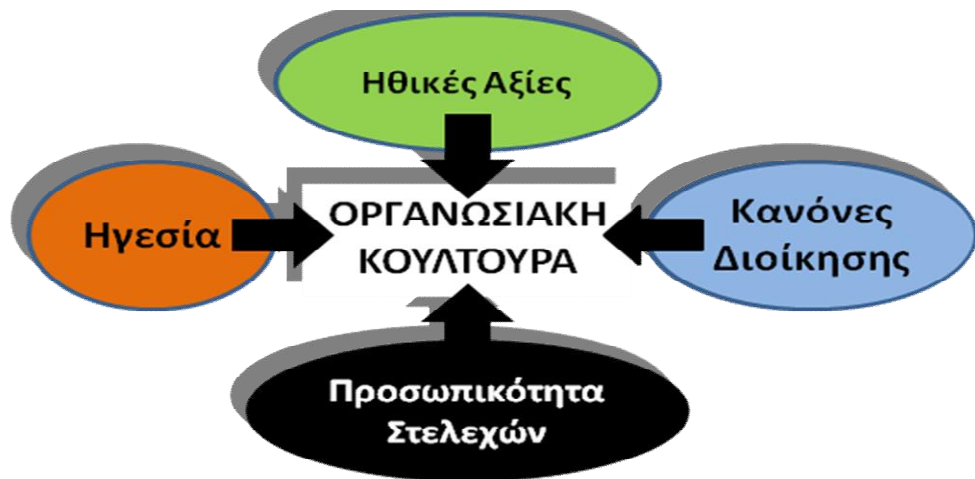 Ηθικές Αξίες
Ηγεσία
ΟΡΓΑΝΩΣΙΑΚΗ
ΚΟΥΛΤΟΥΡΑ
Κανόνες
Διοίκησης
Προσωπικότητα
Στελεχών